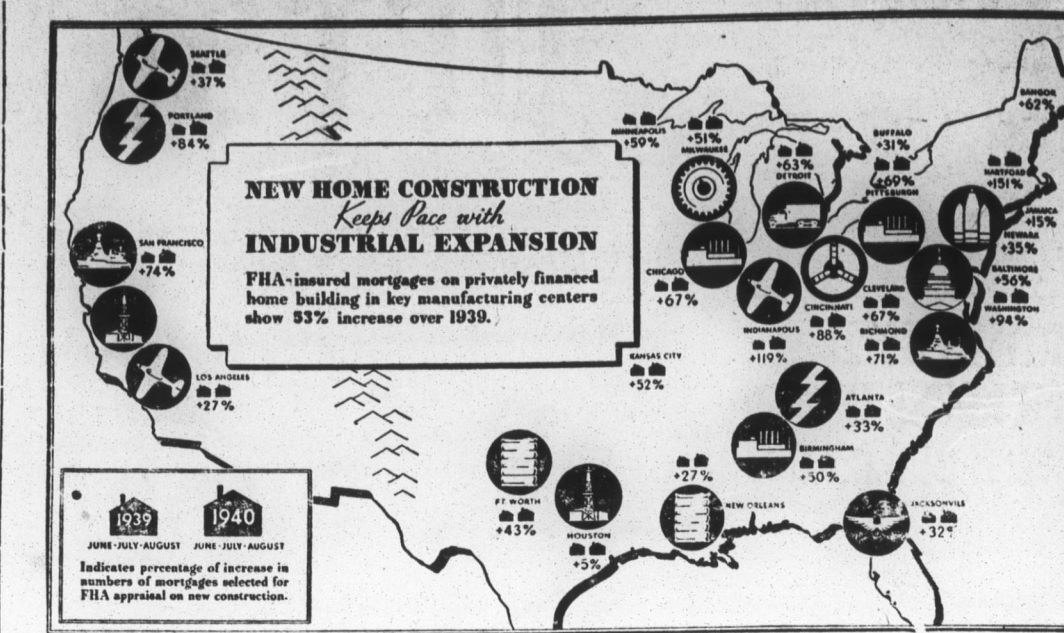 SEATTLE
+37%
PORTLAND
+84%
SAN FRANCISCO
+74%
LOS ANGELES
+27%
NEW HOME CONSTRUCTION
Keeps Pace with
INDUSTRIAL EXPANSION
FHA-insured mortgages on privately financed
home building in key manufacturing centers
show 53% increase over 1939.
MINNEAPOLIS
+59%
+51%
MILWAUKEE
+63%
DETROIT
BUFFALO
+31%
+69%
PITTSBURGH
BANGOR
+62%
HARTFORD
+151%
JAMAICA
+15%
NEWARK
+35%
BALTIMORE
+56%
WASHINGTON
+94%
CHICAGO
+67%
INDIANAPOLIS
+119%
CINCINNATI
+88%
CLEVELAND
+67%
RICHMOND
+71%
KANSAS CITY
+52%
ATLANTA
+33%
BIRMINGHAM
+50%
FT. WORTH
+43%
HOUSTON
+5%
+27%
NEW ORLEANS
JACKSONVILE
+32%
1939
1940
JUNE·JULY·AUGUST
JUNE·JULY·AUGUST
Indicates percentage of increase in
numbers of mortgages selected for
FHA appraisal on new construction.